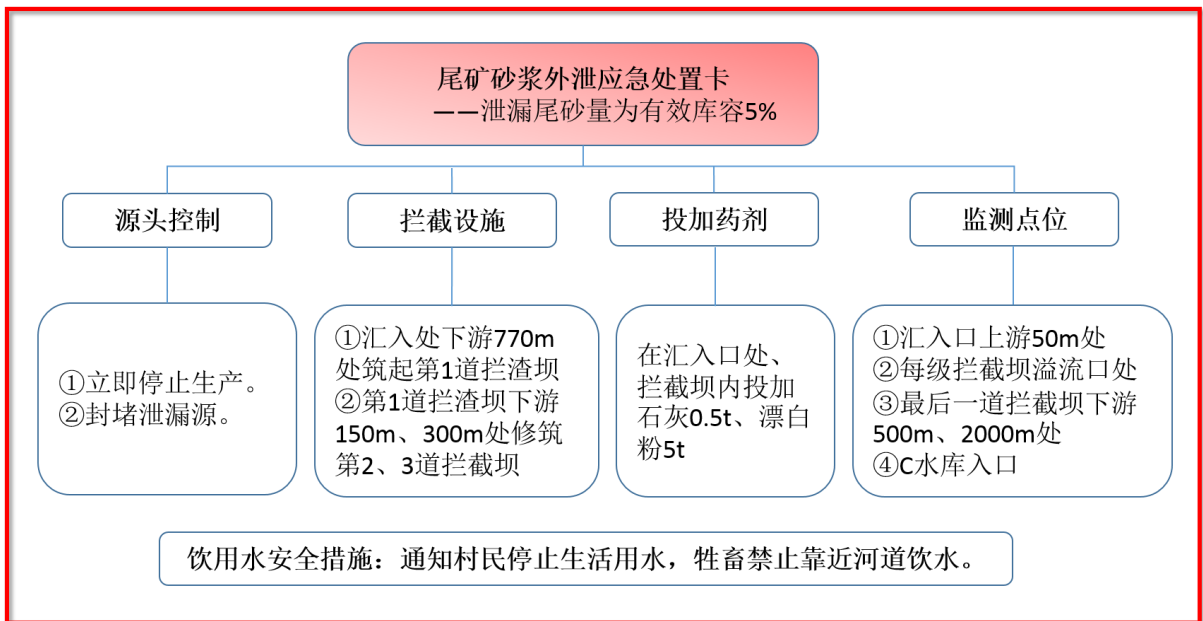 尾矿砂浆外泄应急处置卡
——泄漏尾砂量为有效库容5%
源头控制
拦截设施
投加药剂
监测点位
①立即停止生产。
②封堵泄漏源。
①汇入处下游770m
处筑起第1道拦渣坝
②第1道拦渣坝下游
150m、300m处修筑
第2、3道拦截坝
在汇入口处、
拦截坝内投加
石灰0.5t、漂白
粉5t
①汇入口上游50m处
②每级拦截坝溢流口处
③最后一道拦截坝下游
500m、2000m处
④C水库入口
饮用水安全措施：通知村民停止生活用水，牲畜禁止靠近河道饮水。